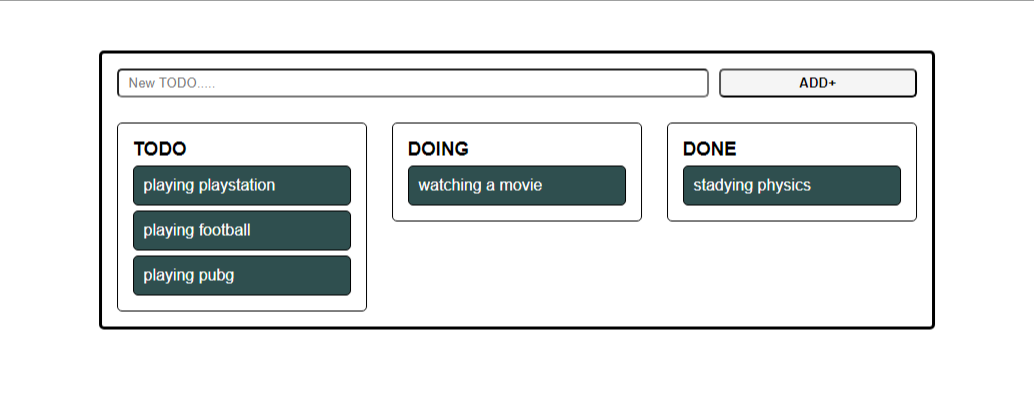 New TODO.....
ADD+
TODO
playing playstation
playing football
playing pubg
DOING
watching a movie
DONE
stadying physics